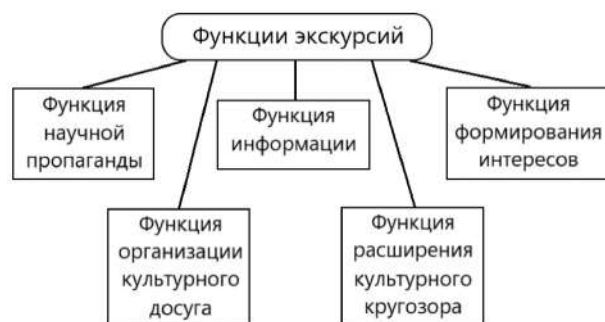 Функции экскурсий
Функция
научной
пропаганды
Функция
информации
Функция
формирования
интересов
Функция
организации
культурного
досуга
Функция
расширения
культурного
кругозора